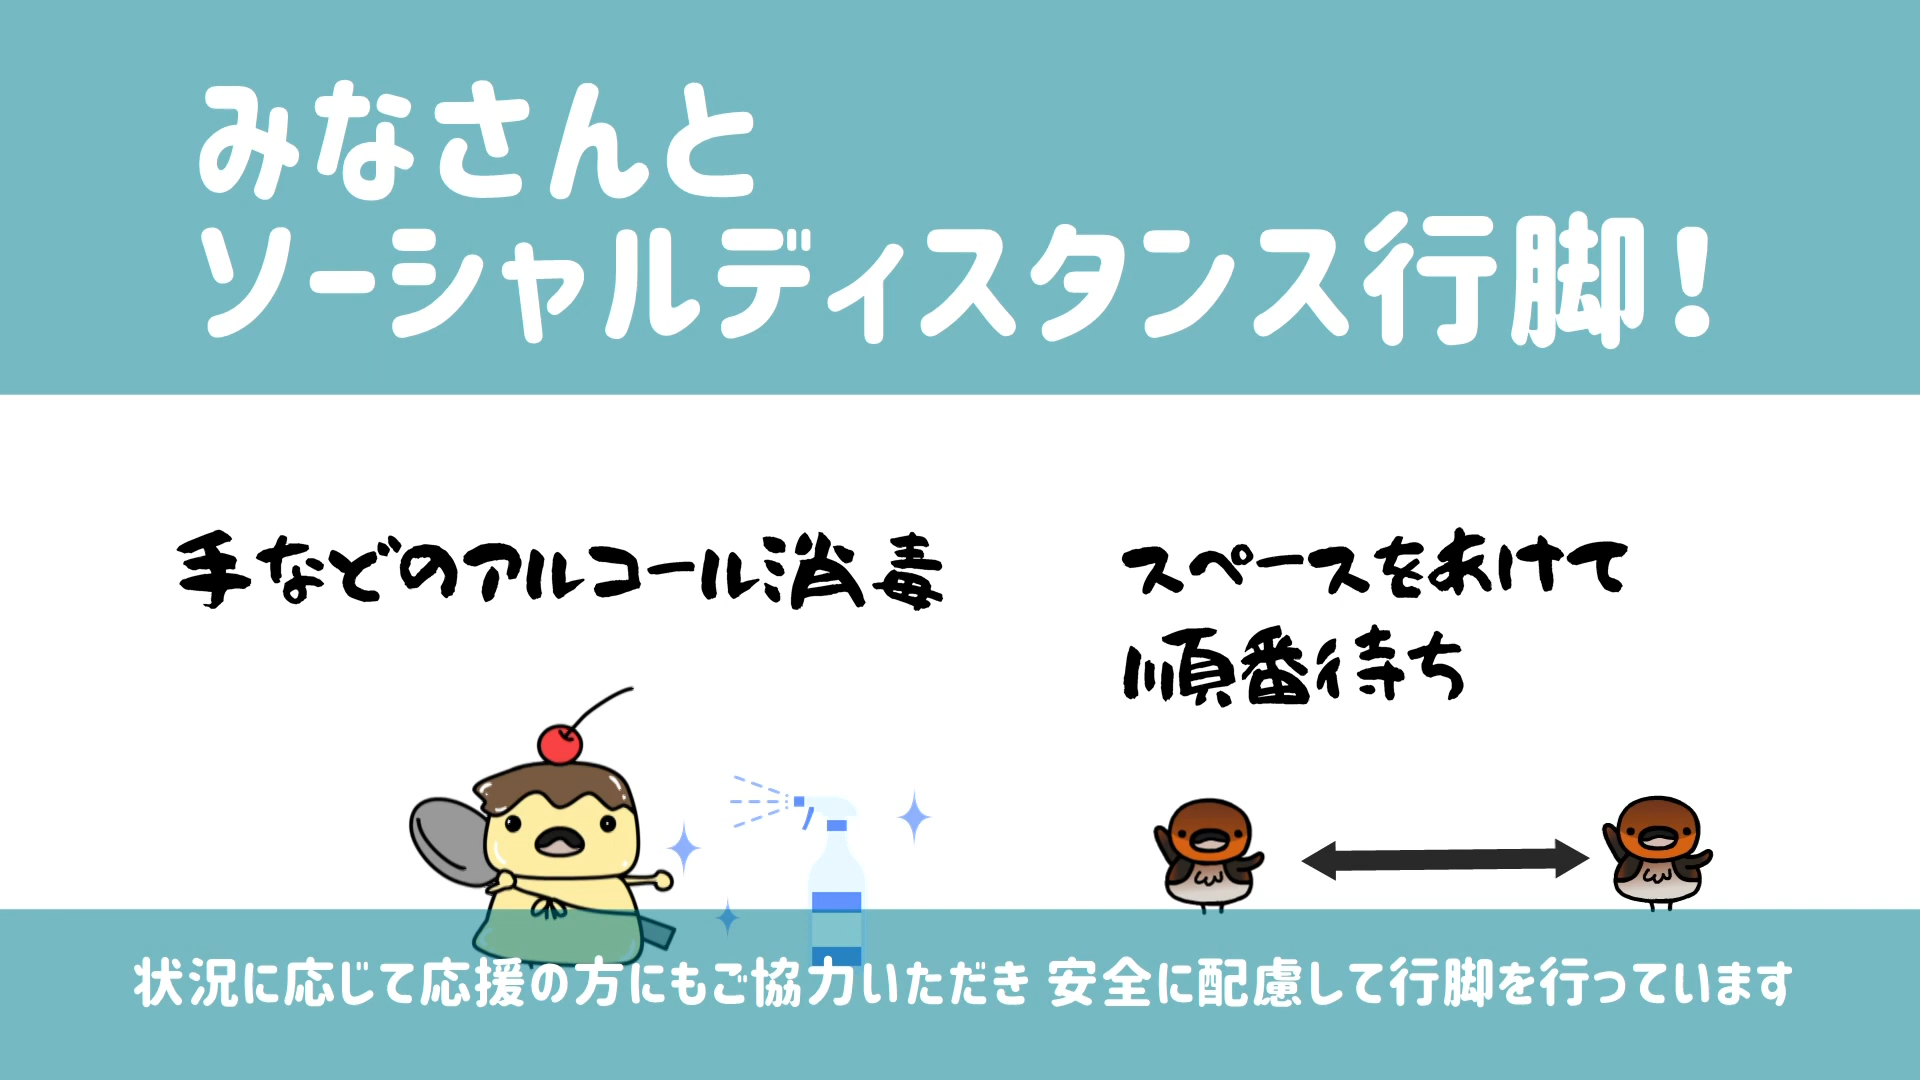 みなさんと
ソーシャルディスタンス行脚!
手などのアルコール消毒
スペースをあけて
順番待ち
状況に応じて応援の方にもご協力いただき 安全に配慮して行脚を行っています